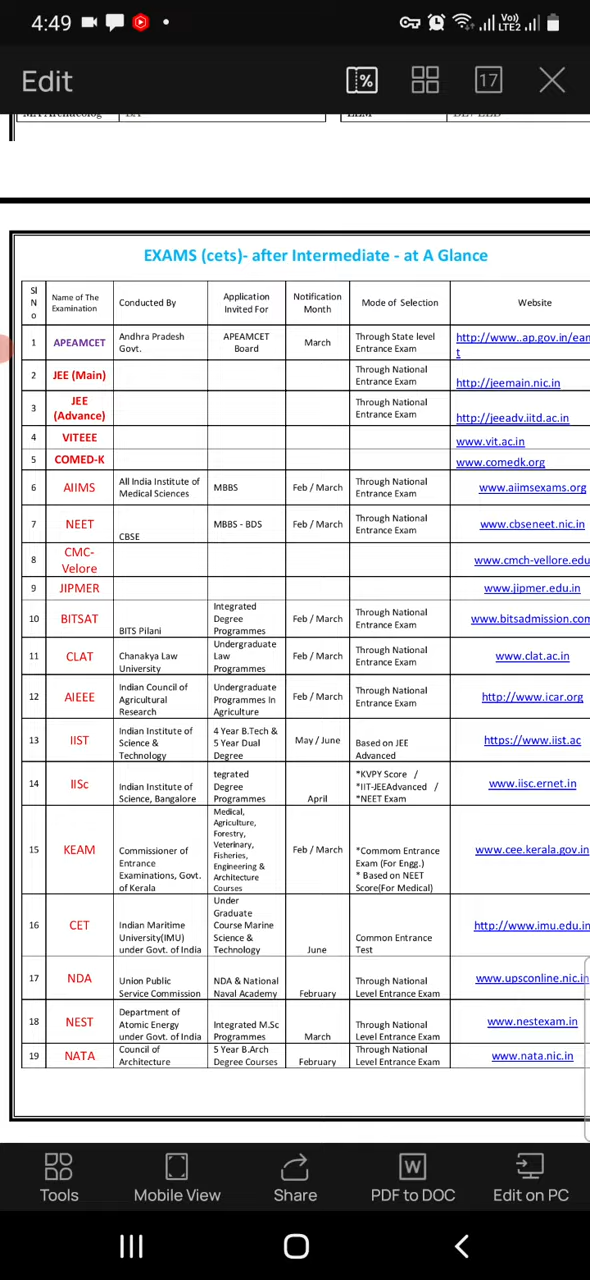 4:49
Vo)) LTE2
Edit
% 17
EXAMS (cets)- after Intermediate - at A Glance
Sl N o Name of The Examination Conducted By Application Invited For Notification Month Mode of Selection Website
1 APEAMCET Andhra Pradesh Govt. APEAMCET Board March Through State level Entrance Exam http://www..ap.gov.in/eam t
2 JEE (Main) Through National Entrance Exam http://jeemain.nic.in
3 JEE (Advance) Through National Entrance Exam http://jeeadv.iitd.ac.in
4 VITEEE www.vit.ac.in
5 COMED-K www.comedk.org
6 AIIMS All India Institute of Medical Sciences MBBS Feb / March Through National Entrance Exam www.aiimsexams.org
7 NEET CBSE MBBS - BDS Feb / March Through National Entrance Exam www.cbseneet.nic.in
8 CMC- Velore www.cmch-vellore.edu
9 JIPMER www.jipmer.edu.in
10 BITSAT BITS Pilani Integrated Degree Programmes Feb / March Through National Entrance Exam www.bitsadmission.com
11 CLAT Chanakya Law University Undergraduate Law Programmes Feb / March Through National Entrance Exam www.clat.ac.in
12 AIEEE Indian Council of Agricultural Research Undergraduate Programmes In Agriculture Feb / March Through National Entrance Exam http://www.icar.org
13 IIST Indian Institute of Science & Technology 4 Year B.Tech & 5 Year Dual Degree May / June Based on JEE Advanced https://www.iist.ac
14 IISc Indian Institute of Science, Bangalore tegrated Degree Programmes April *KVPY Score / *IIT-JEEAdvanced / *NEET Exam www.iisc.ernet.in
15 KEAM Commissioner of Entrance Examinations, Govt. of Kerala Medical, Agriculture, Forestry, Veterinary, Fisheries, Engineering & Architecture Courses Feb / March *Commom Entrance Exam (For Engg.) * Based on NEET Score(For Medical) www.cee.kerala.gov.in
16 CET Indian Maritime University(IMU) under Govt. of India Under Graduate Course Marine Science & Technology June Common Entrance Test http://www.imu.edu.in
17 NDA Union Public Service Commission NDA & National Naval Academy February Through National Level Entrance Exam www.upsconline.nic.in
18 NEST Department of Atomic Energy under Govt. of India Integrated M.Sc Programmes March Through National Level Entrance Exam www.nestexam.in
19 NATA Council of Architecture 5 Year B.Arch Degree Courses February Through National Level Entrance Exam www.nata.nic.in
Tools Mobile View Share PDF to DOC Edit on PC